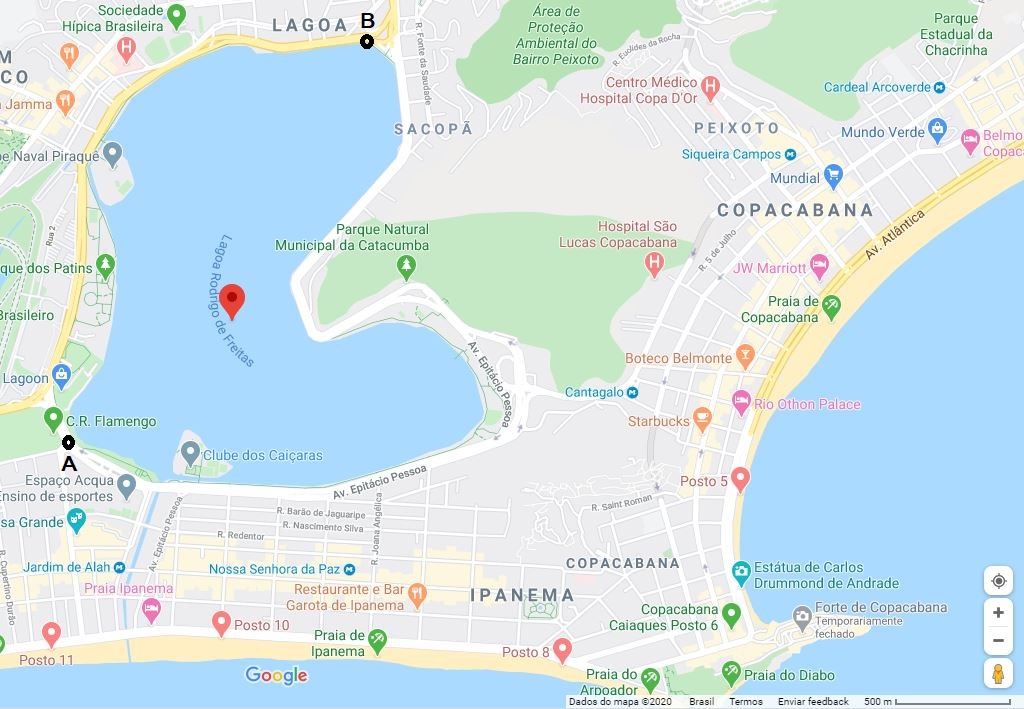 Sociedade
Hípica Brasileira
LAGOA
B
R. Fonte da Saudade
Área de
Proteção
Ambiental do
Bairro Peixoto
R. Euclides da Rocha
Parque
Estadual da
Chacrinha
M
CO
Jamma
Centro Médico
Hospital Copa D'Or
Cardeal Arcoverde
SACOPÃ
PEIXOTO
Mundo Verde
Belmo
Copaca
be Naval Piraquê
Siqueira Campos
Mundial
COPACABANA
Rua 2
Parque Natural
Municipal da Catacumba
Hospital São
Lucas Copacabana
R. 5 de Julho
Av. Atlântica
que dos Patins
Lagoa Rodrigo de Freitas
JW Marriott
Praia de
Copacabana
Brasileiro
Av. Epitácio Pessoa
Boteco Belmonte
Lagoon
Cantagalo
Rio Othon Palace
C.R. Flamengo
Starbucks
A
Clube dos Caiçaras
Espaço Acqua
Ensino de esportes
Av. Epitácio Pessoa
Posto 5
R. Saint Roman
sa Grande
Av. Epitácio Pessoa
R. Barão de Jaguaripe
R. Nascimento Silva
R. Redentor
R. Joana Angélica
R. Cupertino Durão
Jardim de Alah
Nossa Senhora da Paz
COPACABANA
Estátua de Carlos
Drummond de Andrade
Praia Ipanema
Restaurante e Bar
Garota de Ipanema
IPANEMA
Copacabana
Caiaques Posto 6
Forte de Copacabana
Temporariamente
fechado
Posto 10
Praia de
Ipanema
Posto 11
Posto 8
Praia do
Arpoador
Praia do Diabo
Google
Dados do mapa ©2020 Brasil Termos Enviar feedback 500 m